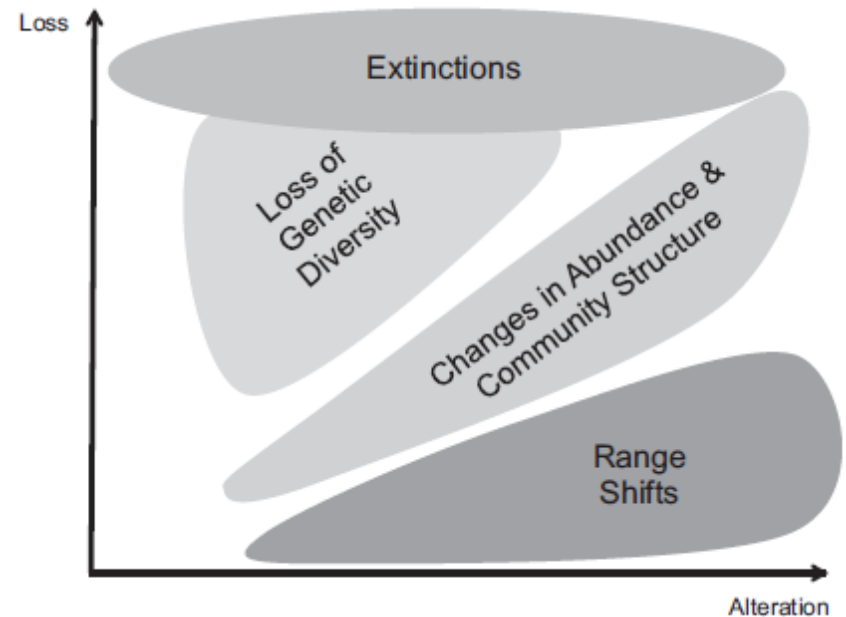 Loss
Extinctions
Loss of
Genetic
Diversity
Changes in Abundance &
Community Structure
Range
Shifts
Alteration